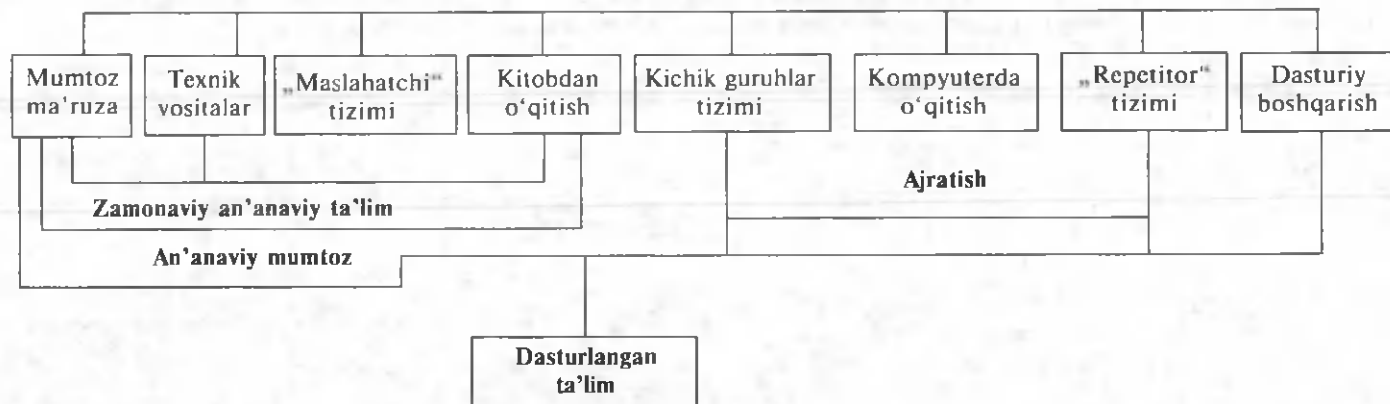 Mumtoz
ma'ruza
Texnik
vositalar
„Maslahatchi“
tizimi
Kitobdan
o‘qitish
Kichik guruhlar
tizimi
Kompyuterda
o‘qitish
„Repetitor“
tizimi
Dasturiy
boshqarish
Ajratish
Zamonaviy an’anaviy ta’lim
An’anaviy mumtoz
Dasturlangan
ta’lim